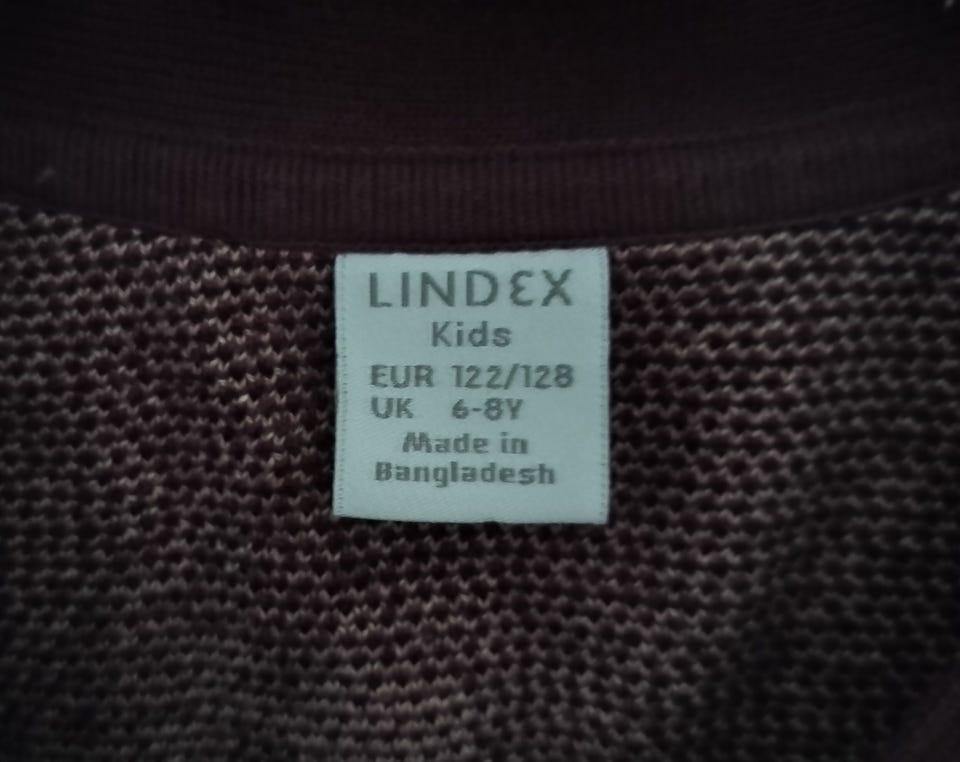 LINDEX
Kids
EUR 122/128
UK 6-8Y
Made in
Bangladesh